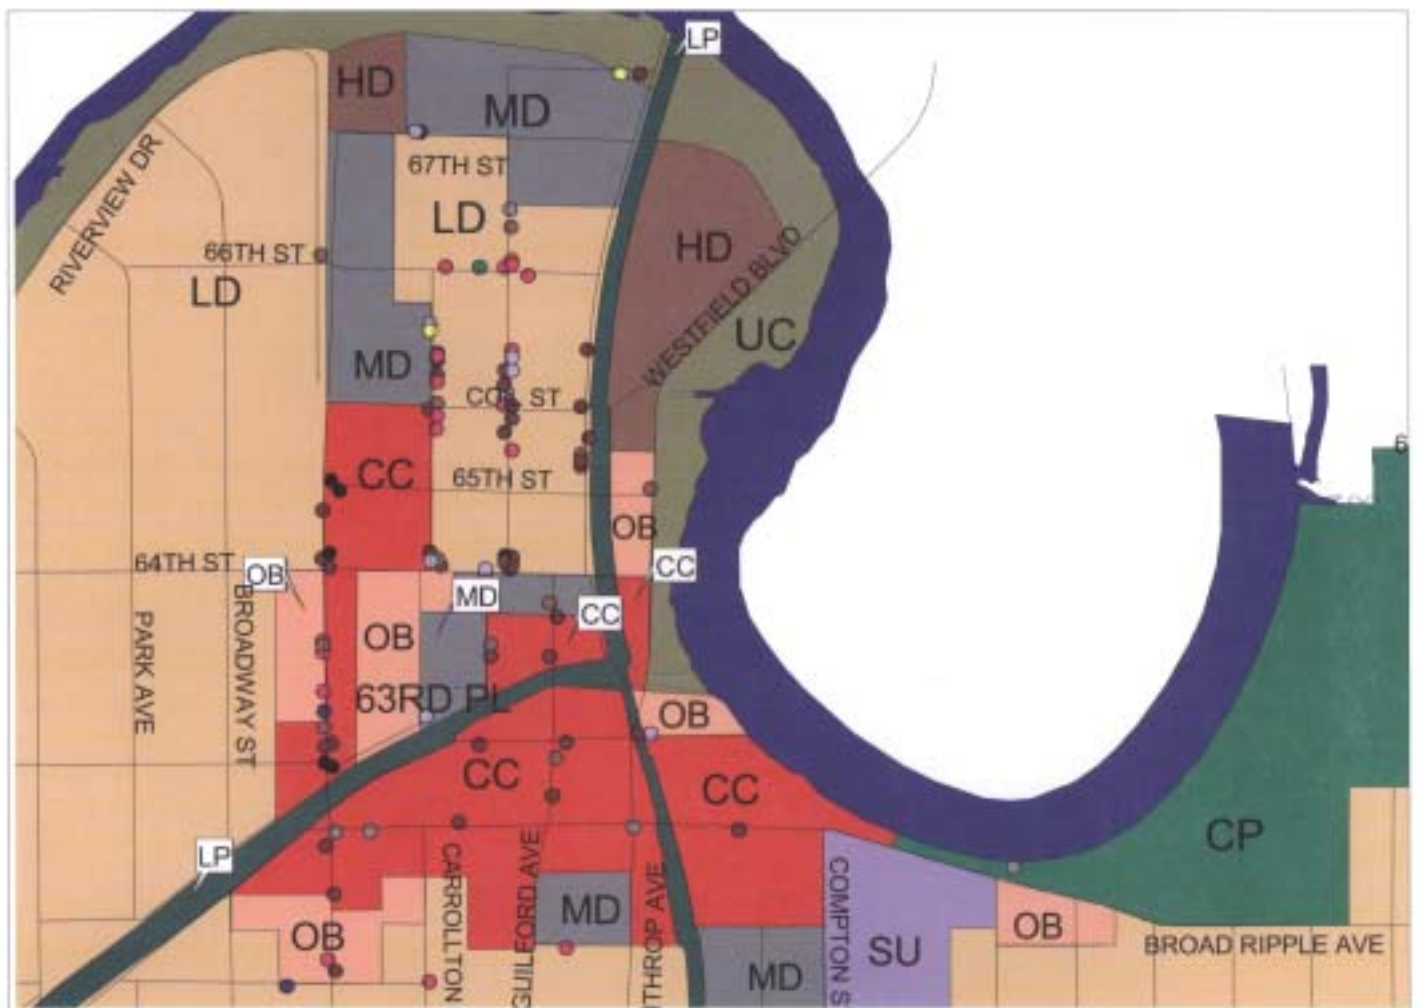 LP
HD
MD
67TH ST
RIVERVIEW DR
LD
66TH ST
HD
WESTFIELD BLVD
LD
UC
MD
ST
CC
65TH ST
OB
64TH ST
OB
CC
MD
CC
BROADWAY ST
PARK AVE
OB
63RD PL
OB
CC
CC
CP
LP
CARROLLTON
GUILFORD AVE
THROP AVE
COMPTON S
MD
OB
SU
OB
BROAD RIPPLE AVE
MD
6